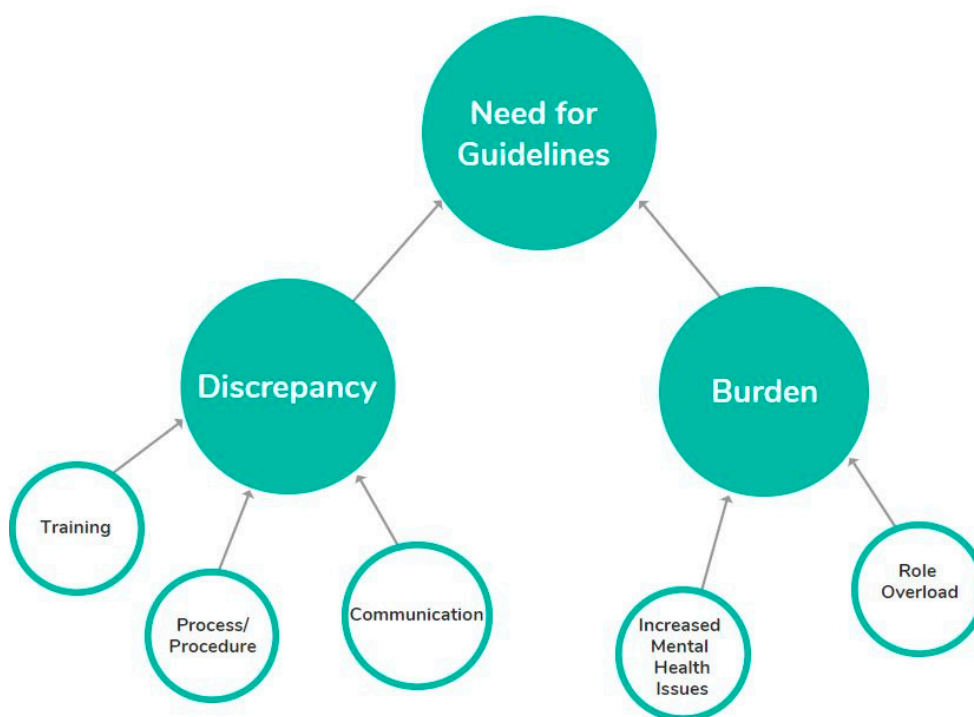 Need for
Guidelines
Discrepancy
Burden
Training
Process/
Procedure
Communication
Increased
Mental
Health
Issues
Role
Overload